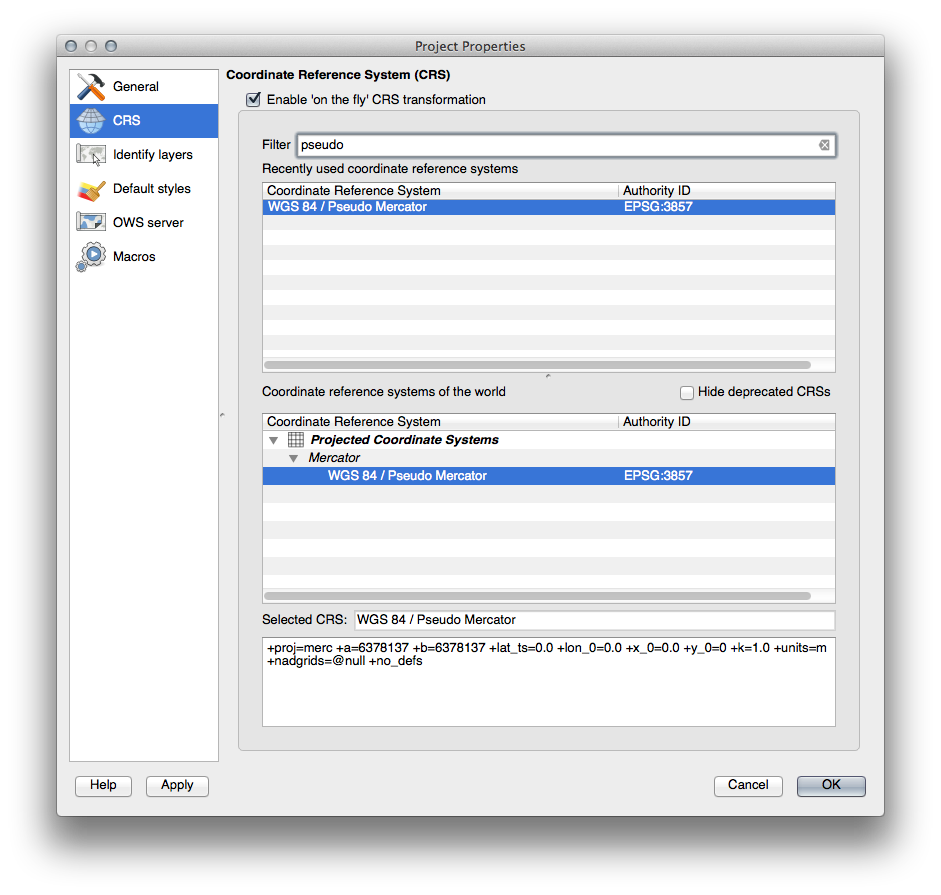 Project Properties
General
CRS
Identify layers
Default styles
OWS server
Macros
Coordinate Reference System (CRS)
Enable 'on the fly' CRS transformation
Filter pseudo
Recently used coordinate reference systems
Coordinate Reference System Authority ID
WGS 84 / Pseudo Mercator EPSG:3857
Coordinate reference systems of the world Hide deprecated CRSs
Coordinate Reference System Authority ID
Projected Coordinate Systems
Mercator
WGS 84 / Pseudo Mercator EPSG:3857
Selected CRS: WGS 84 / Pseudo Mercator
+proj=merc +a=6378137 +b=6378137 +lat_ts=0.0 +lon_0=0.0 +x_0=0.0 +y_0=0 +k=1.0 +units=m
+nadgrids=@null +no_defs
Help Apply Cancel OK